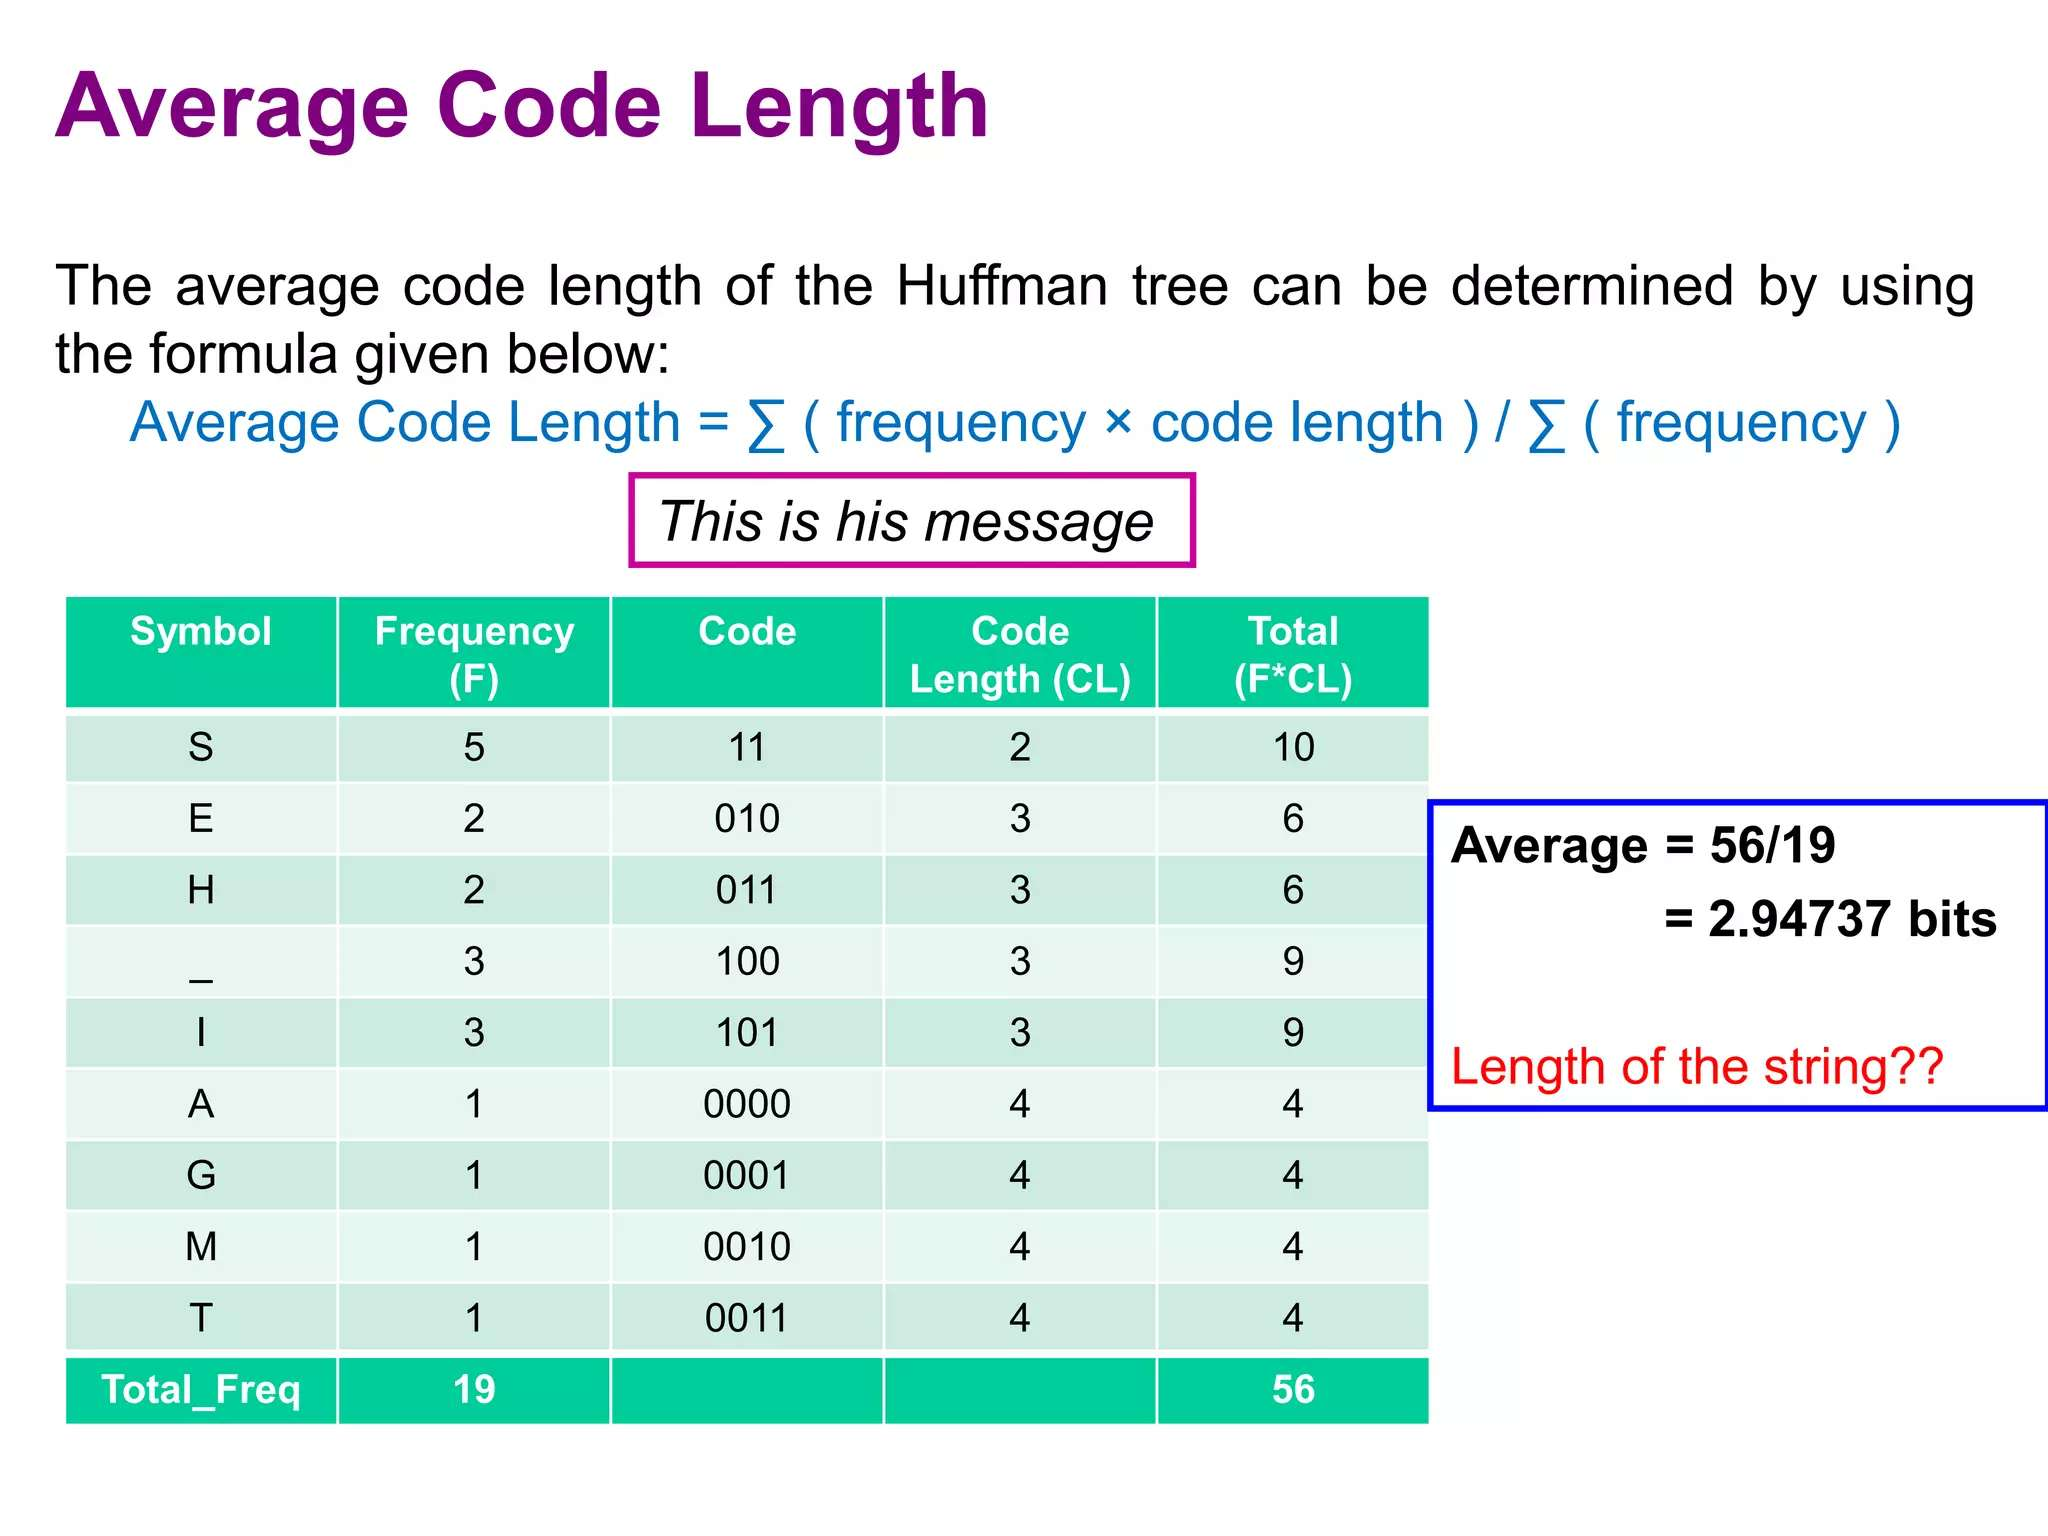 Average Code Length
The average code length of the Huffman tree can be determined by using
the formula given below:
Average Code Length = ∑ ( frequency × code length ) / ∑ ( frequency )
This is his message
Symbol Frequency (F) Code Code Length (CL) Total (F*CL)
S 5 11 2 10
E 2 010 3 6
H 2 011 3 6
_ 3 100 3 9
I 3 101 3 9
A 1 0000 4 4
G 1 0001 4 4
M 1 0010 4 4
T 1 0011 4 4
Total_Freq 19 56
Average = 56/19
= 2.94737 bits
Length of the string??